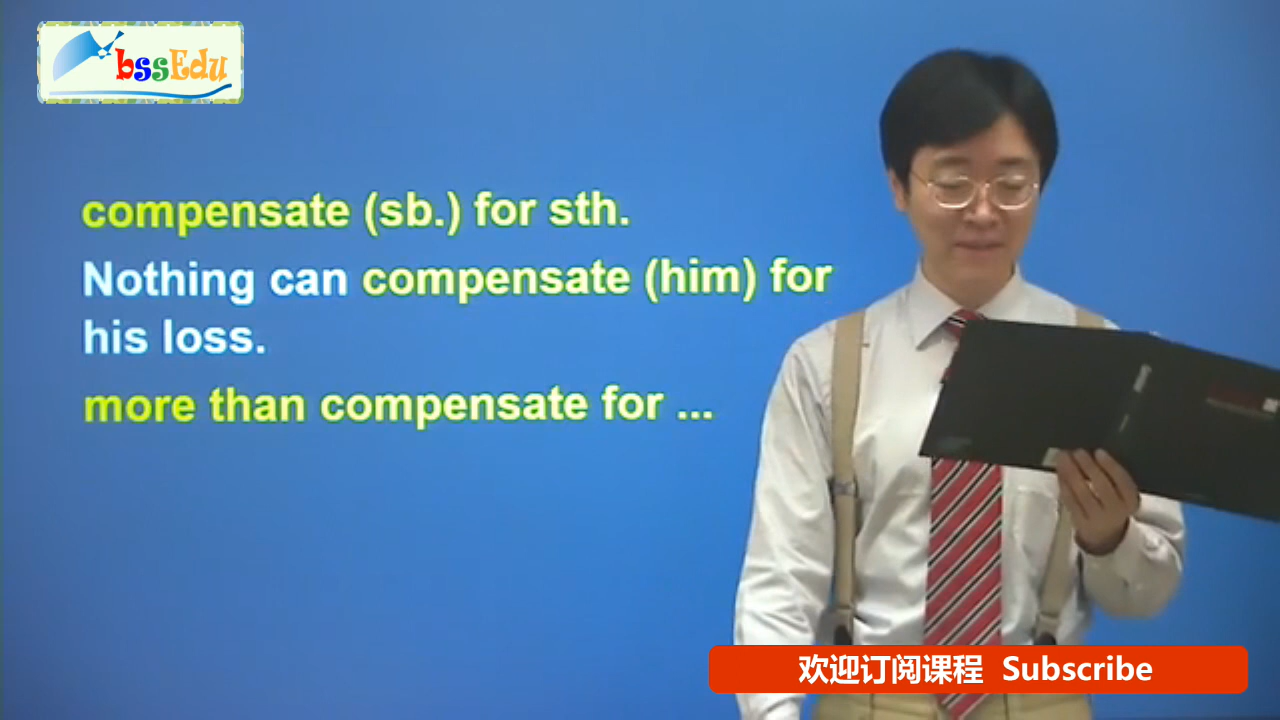 bssEdu
compensate (sb.) for sth.
Nothing can compensate (him) for
his loss.
more than compensate for ...
欢迎订阅课程 Subscribe